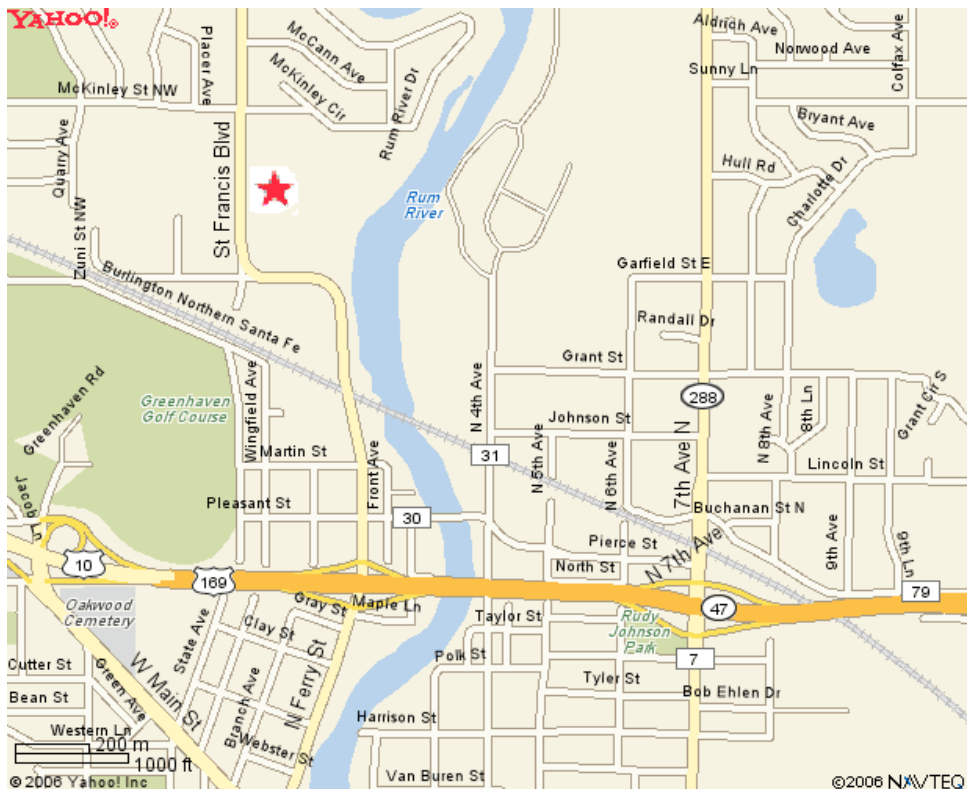 YAHOO!®
Placer Ave
McCann Ave
McKinley Cir
Rum River Dr
Aldrich Ave
Norwood Ave
Colfax Ave
Sunny Ln
McKinley St NW
Bryant Ave
Quarry Ave
St Francis Blvd
Hull Rd
Charlotte Dr
Rum
River
Zuni St NW
Burlington Northern Santa Fe
Garfield St E
Randall Dr
Grant St
Greenhaven Rd
Greenhaven
Golf Course
Wingfield Ave
N 4th Ave
288
8th Ln
Grant Cir S
Johnson St
N 8th Ave
Martin St
Front Ave
31
N 5th Ave
N 6th Ave
7th Ave N
Lincoln St
Jacob Ln
Pleasant St
30
Buchanan St N
Pierce St
N 7th Ave
9th Ave
9th Ln
10
169
North St
79
Oakwood
Cemetery
State Ave
Gray St
Maple Ln
Taylor St
47
Rudy
Johnson
Park
Clay St
Cutter St
Green Ave
W Main St
N Ferry St
Polk St
7
Tyler St
Bob Ehlen Dr
Bean St
Branch Ave
Western Ln
Webster St
Harrison St
200 m
1000 ft
Van Buren St
©2006 Yahoo! Inc
©2006 NAVTEQ